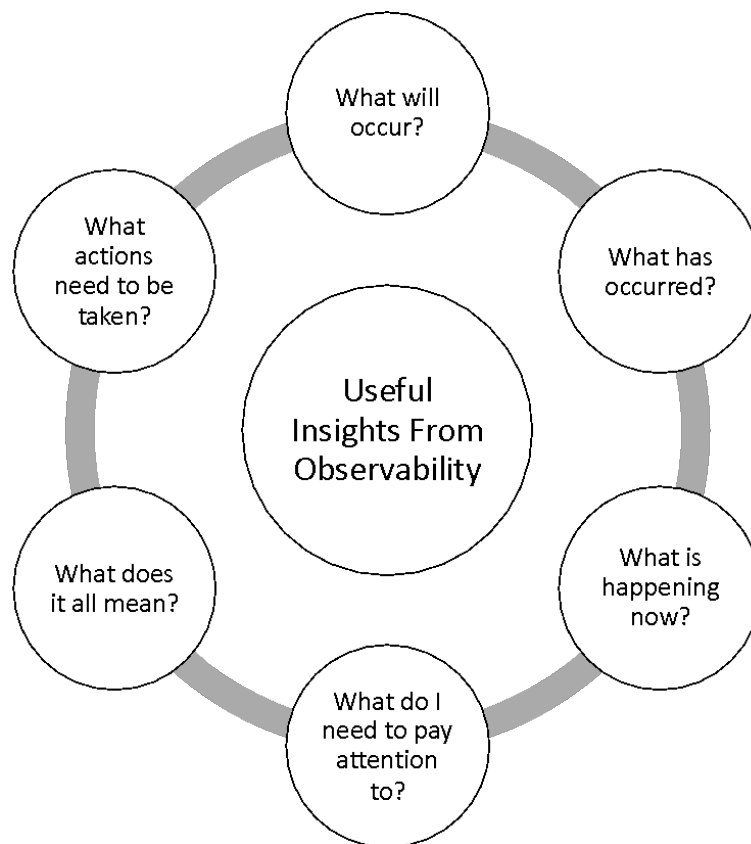 What will
occur?
What has
occurred?
What is
happening
now?
What do I
need to pay
attention
to?
What does
it all mean?
What
actions
need to be
taken?
Useful
Insights From
Observability